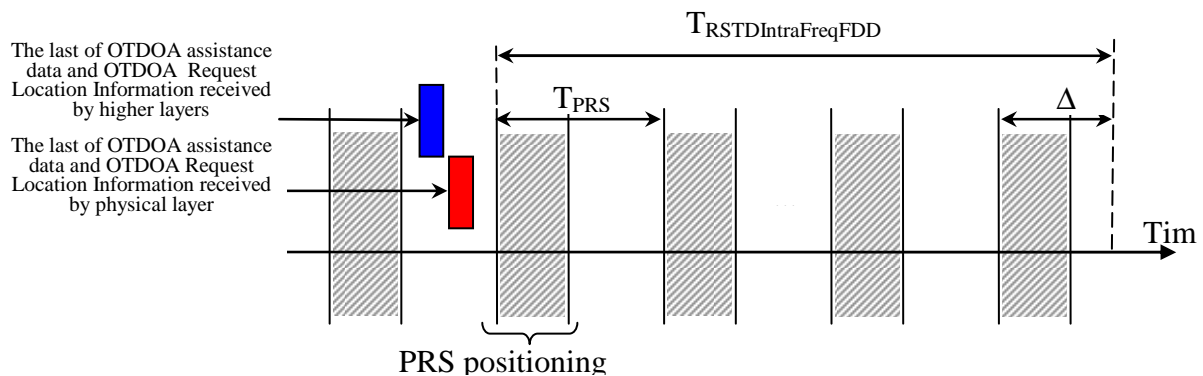 The last of OTDOA assistance
data and OTDOA Request
Location Information received
by higher layers
The last of OTDOA assistance
data and OTDOA Request
Location Information received
by physical layer
T_RSTDIntraFreqFDD
T_PRS
Δ
. . .
Tim
PRS positioning